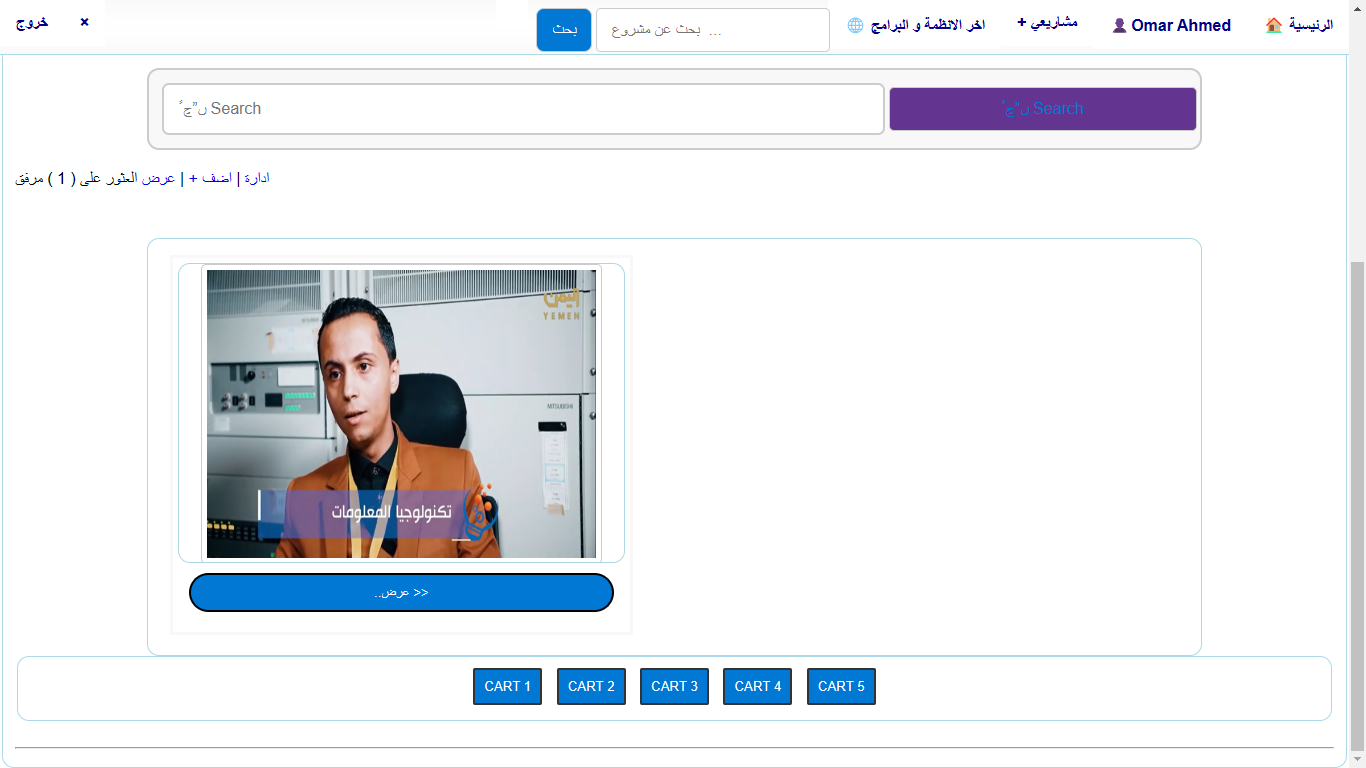 الرئيسية
Omar Ahmed
مشاريعي +
اخر الانظمة و البرامج
بحث عن مشروع ...
بحث
×
خروج
Search
Search
ادارة | اضف + | عرض العثور على ( 1 ) مرفق
اليمن
YEMEN
MITSUBISHI
تكنولوجيا المعلومات
<< عرض..
CART 1
CART 2
CART 3
CART 4
CART 5